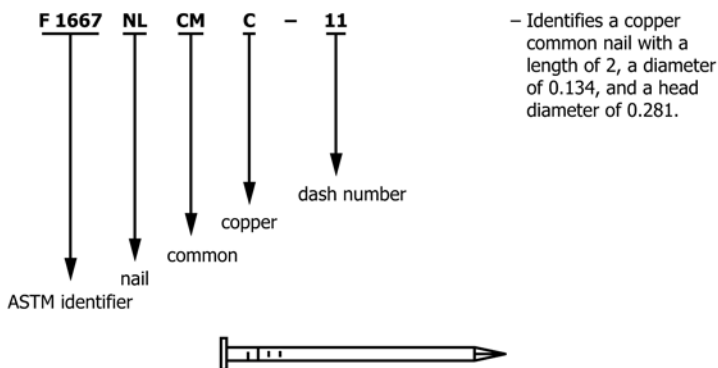 F 1667 NL CM C – 11
– Identifies a copper
common nail with a
length of 2, a diameter
of 0.134, and a head
diameter of 0.281.
dash number
copper
common
nail
ASTM identifier